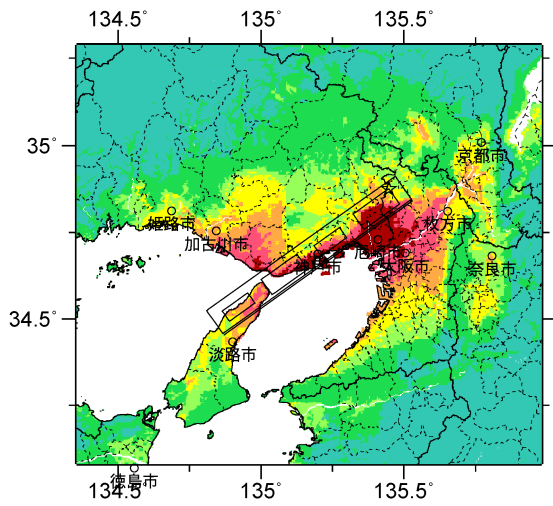 134.5˚ 135˚ 135.5˚
35˚
京都市
姫路市
枚方市
加古川市
尼崎市
神戸市
大阪市
奈良市
34.5˚
淡路市
徳島市
134.5˚ 135˚ 135.5˚